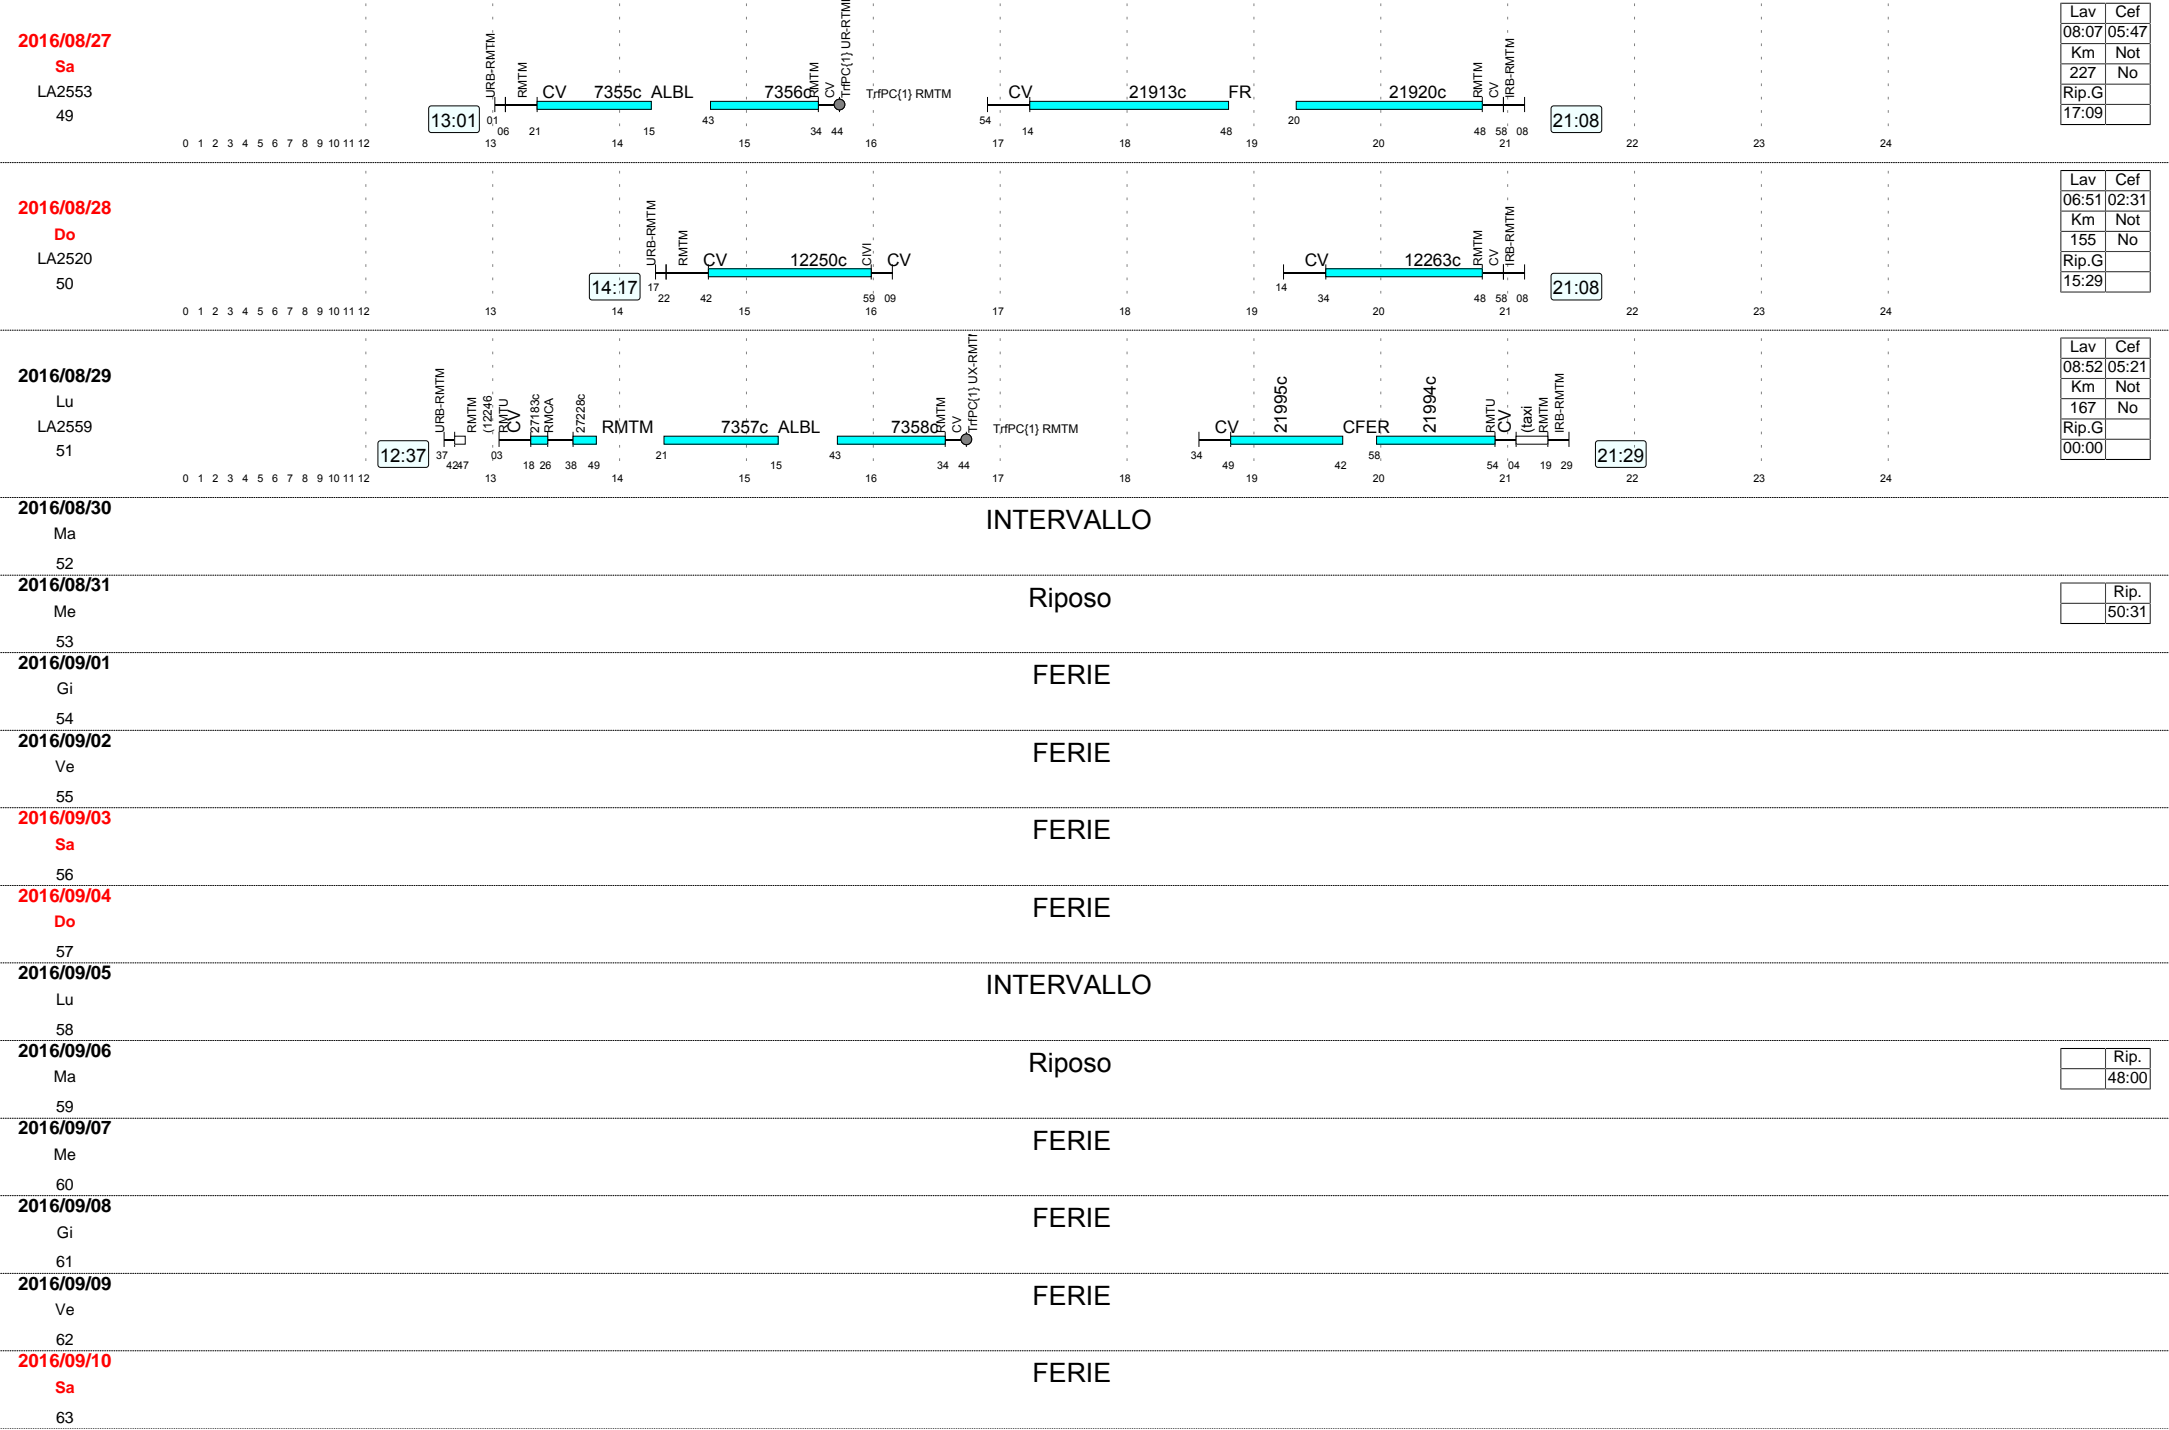 2016/08/27
Sa
LA2553
49
13:01
URB-RMTM
RMTM
CV
7355c
ALBL
7356c
RMTM
CV
TrfPC{1} UR-RTM
TrfPC{1} RMTM
CV
21913c
FR
21920c
RMTM
CV
IRB-RMTM
21:08
01 06 21 15 43 34 44 54 14 48 20 48 58 08
0 1 2 3 4 5 6 7 8 9 10 11 12 13 14 15 16 17 18 19 20 21 22 23 24
Lav Cef
08:07 05:47
Km Not
227 No
Rip.G
17:09
2016/08/28
Do
LA2520
50
14:17
URB-RMTM
RMTM
CV
12250c
CIVI
CV
CV
12263c
RMTM
CV
IRB-RMTM
21:08
17 22 42 59 09 14 34 48 58 08
0 1 2 3 4 5 6 7 8 9 10 11 12 13 14 15 16 17 18 19 20 21 22 23 24
Lav Cef
06:51 02:31
Km Not
155 No
Rip.G
15:29
2016/08/29
Lu
LA2559
51
12:37
URB-RMTM
RMTM
(12246
RMTU
CV
27183c
RMCA
27228c
RMTM
7357c
ALBL
7358c
RMTM
CV
TrfPC{1} UX-RMT
TrfPC{1} RMTM
CV
21995c
CFER
21994c
RMTU
CV
(taxi
RMTM
IRB-RMTM
21:29
37 42 47 03 18 26 38 49 21 15 43 34 44 34 49 42 58 54 04 19 29
0 1 2 3 4 5 6 7 8 9 10 11 12 13 14 15 16 17 18 19 20 21 22 23 24
Lav Cef
08:52 05:21
Km Not
167 No
Rip.G
00:00
2016/08/30
Ma
52
INTERVALLO
2016/08/31
Me
53
Riposo
Rip.
50:31
2016/09/01
Gi
54
FERIE
2016/09/02
Ve
55
FERIE
2016/09/03
Sa
56
FERIE
2016/09/04
Do
57
FERIE
2016/09/05
Lu
58
INTERVALLO
2016/09/06
Ma
59
Riposo
Rip.
48:00
2016/09/07
Me
60
FERIE
2016/09/08
Gi
61
FERIE
2016/09/09
Ve
62
FERIE
2016/09/10
Sa
63
FERIE